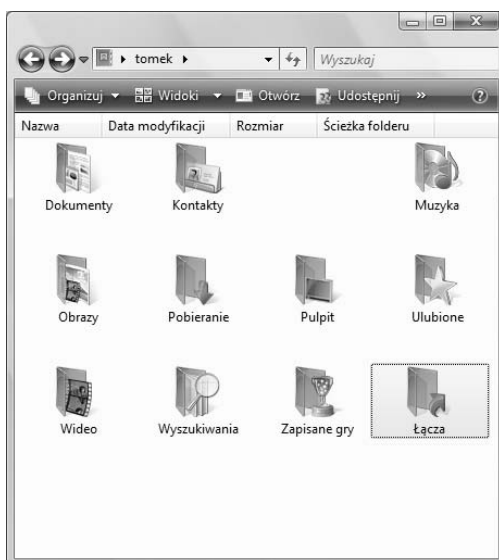 tomek
Wyszukaj
Organizuj Widoki Otwórz Udostępnij »
Nazwa Data modyfikacji Rozmiar Ścieżka folderu
Dokumenty Kontakty Muzyka
Obrazy Pobieranie Pulpit Ulubione
Wideo Wyszukiwania Zapisane gry Łącza